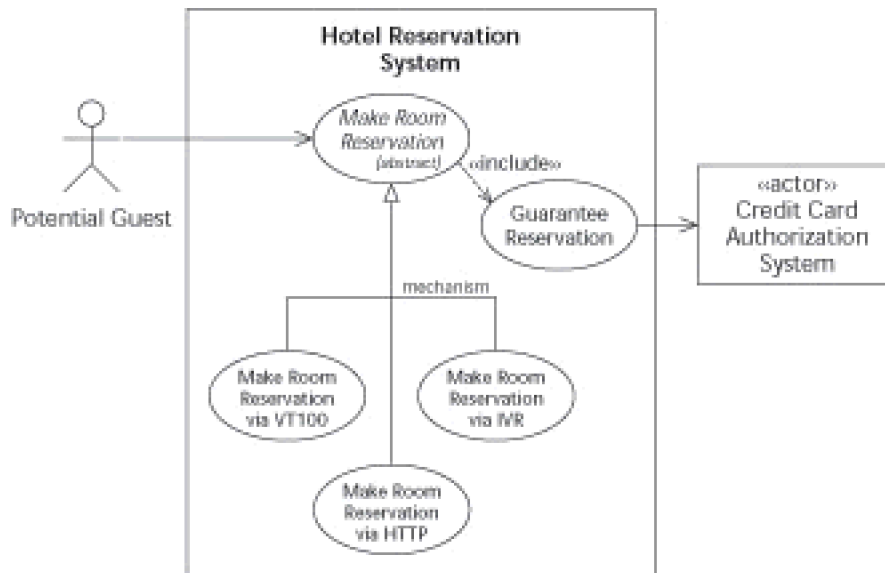 Hotel Reservation
System
Make Room
Reservation
(abstract)
«include»
Potential Guest
Guarantee
Reservation
«actor»
Credit Card
Authorization
System
mechanism
Make Room
Reservation
via VT100
Make Room
Reservation
via IVR
Make Room
Reservation
via HTTP